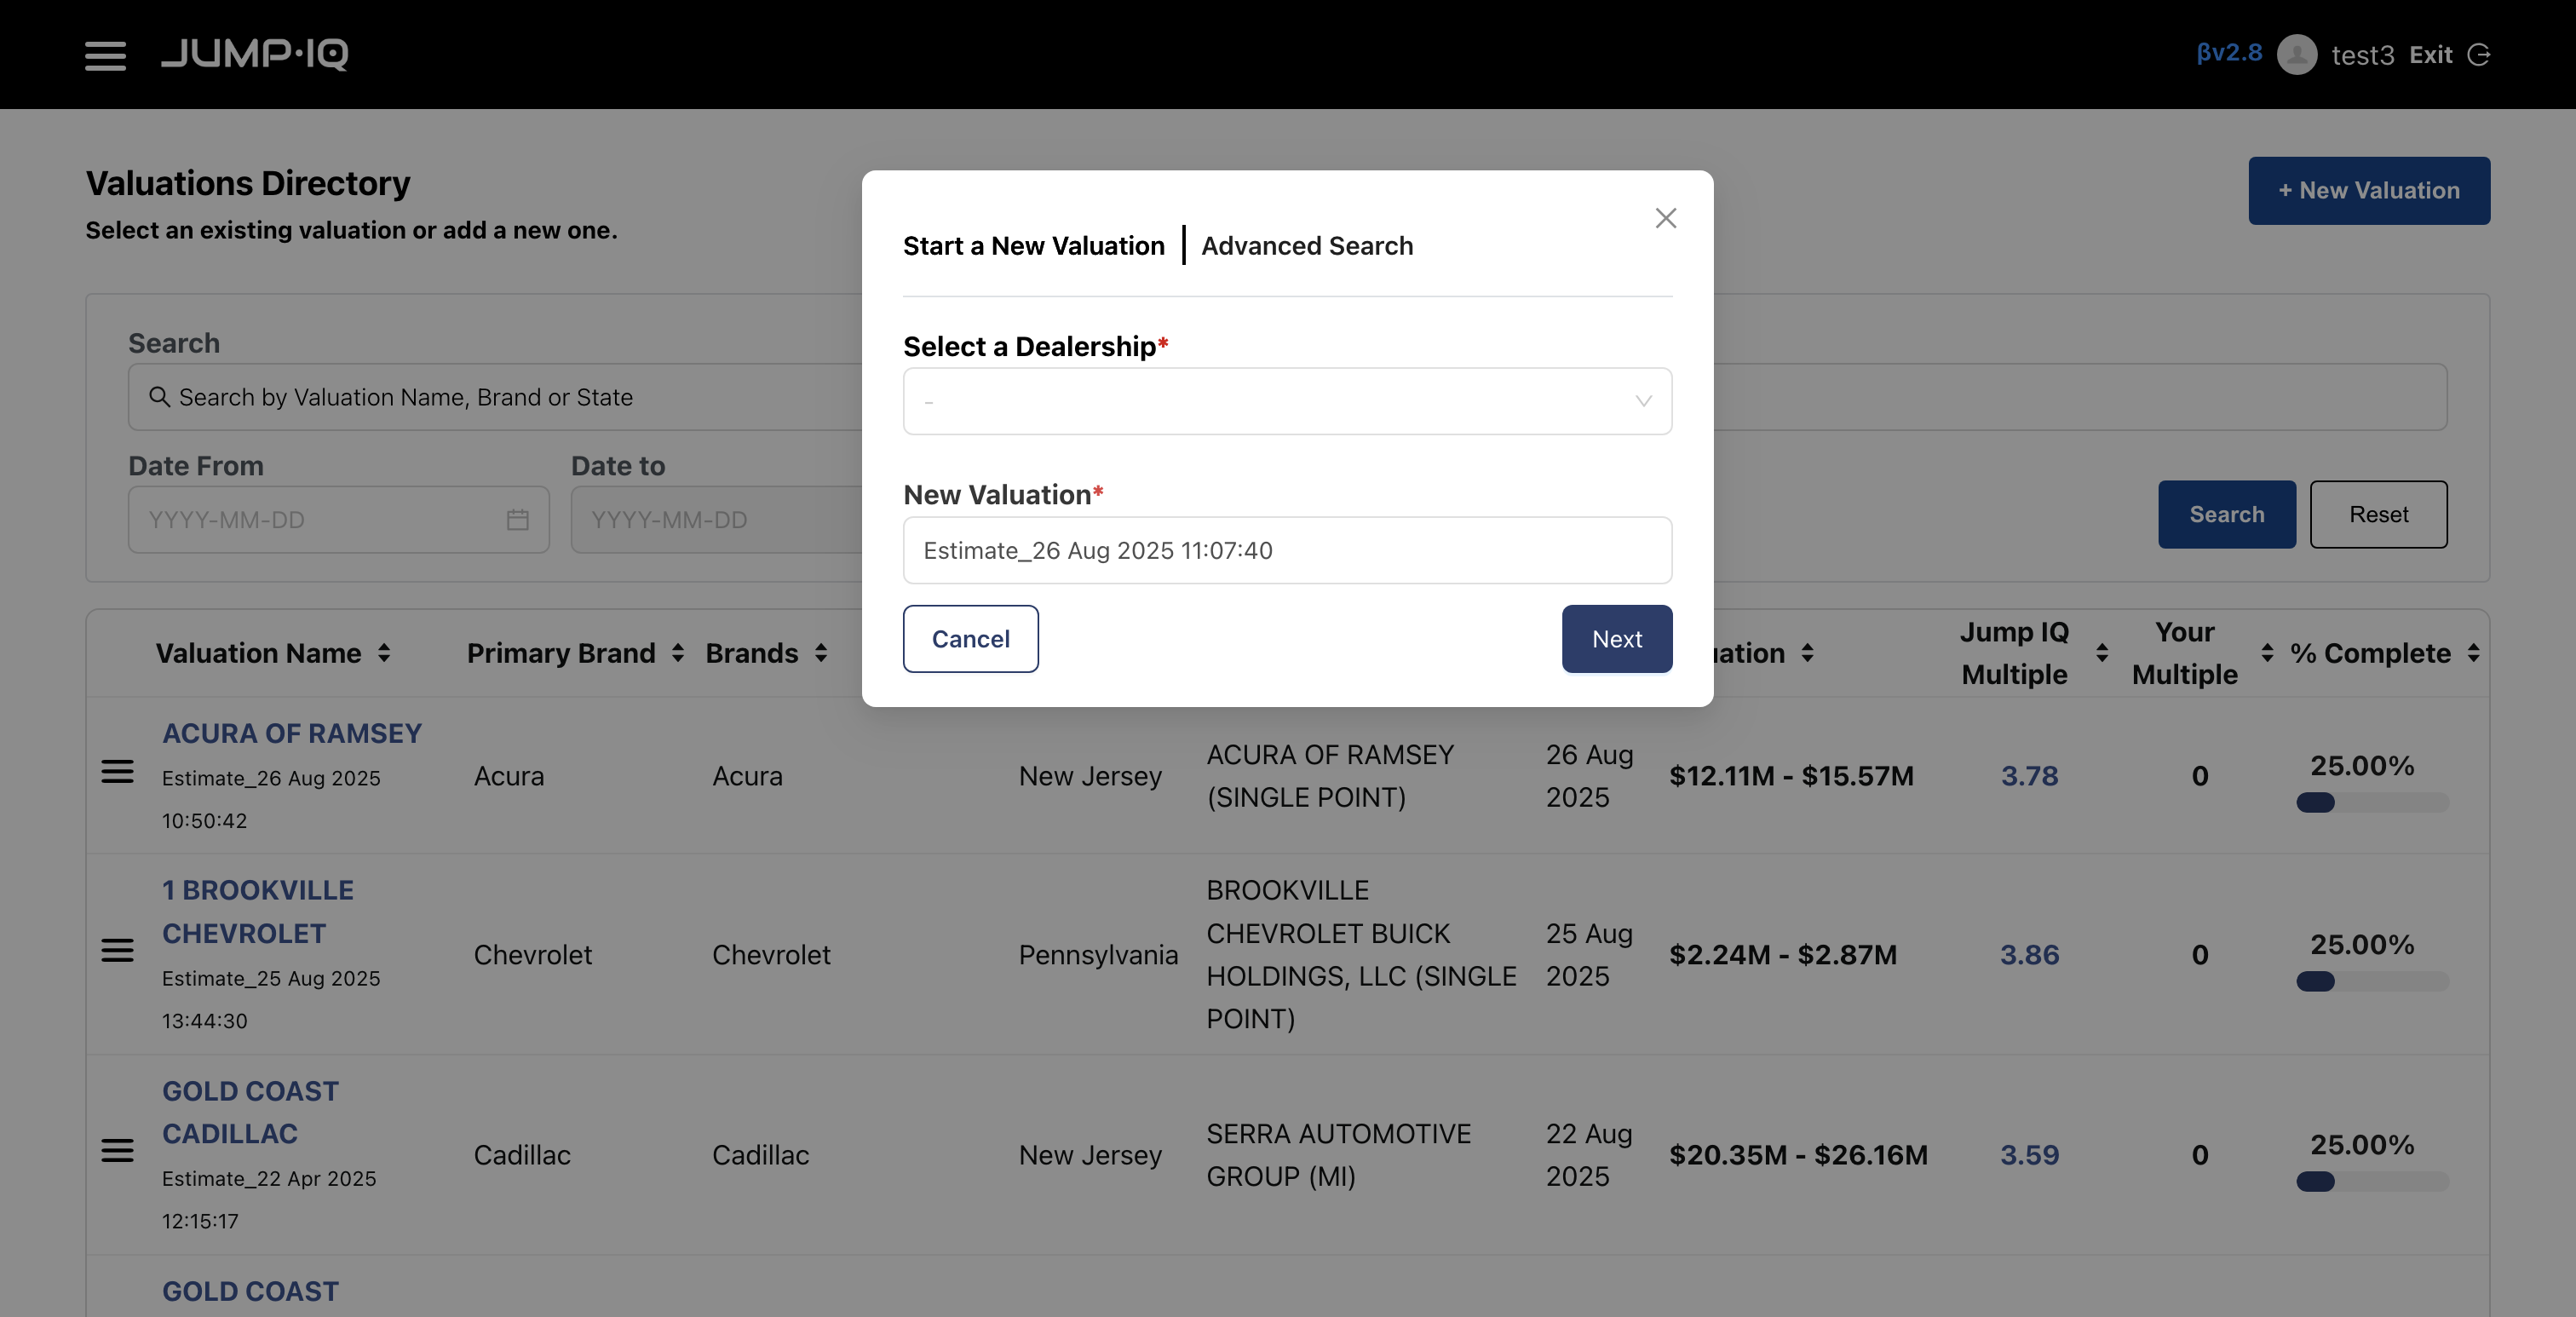 JUMP·IQ
βv2.8 test3 Exit
Valuations Directory
Select an existing valuation or add a new one.
+ New Valuation
Start a New Valuation | Advanced Search
Select a Dealership*
-
New Valuation*
Estimate_26 Aug 2025 11:07:40
Cancel
Next
Search
Search by Valuation Name, Brand or State
Date From
Date to
YYYY-MM-DD
YYYY-MM-DD
Search
Reset
Valuation Name
Primary Brand
Brands
Jump IQ
Multiple
Your
Multiple
% Complete
ACURA OF RAMSEY
Estimate_26 Aug 2025
10:50:42
Acura
Acura
New Jersey
ACURA OF RAMSEY
(SINGLE POINT)
26 Aug
2025
$12.11M - $15.57M
3.78
0
25.00%
1 BROOKVILLE
CHEVROLET
Estimate_25 Aug 2025
13:44:30
Chevrolet
Chevrolet
Pennsylvania
BROOKVILLE
CHEVROLET BUICK
HOLDINGS, LLC (SINGLE
POINT)
25 Aug
2025
$2.24M - $2.87M
3.86
0
25.00%
GOLD COAST
CADILLAC
Estimate_22 Apr 2025
12:15:17
Cadillac
Cadillac
New Jersey
SERRA AUTOMOTIVE
GROUP (MI)
22 Aug
2025
$20.35M - $26.16M
3.59
0
25.00%
GOLD COAST